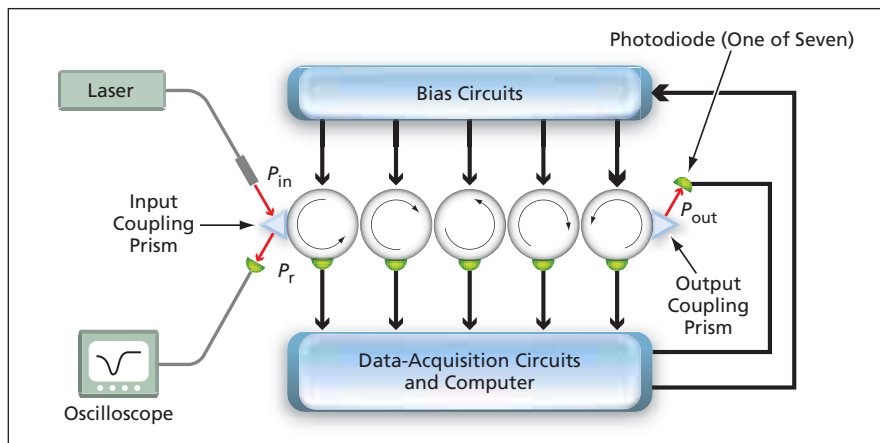 Photodiode (One of Seven)
Laser
Bias Circuits
Pin
Input
Coupling
Prism
Pout
Pr
Output
Coupling
Prism
Data-Acquisition Circuits
and Computer
Oscilloscope